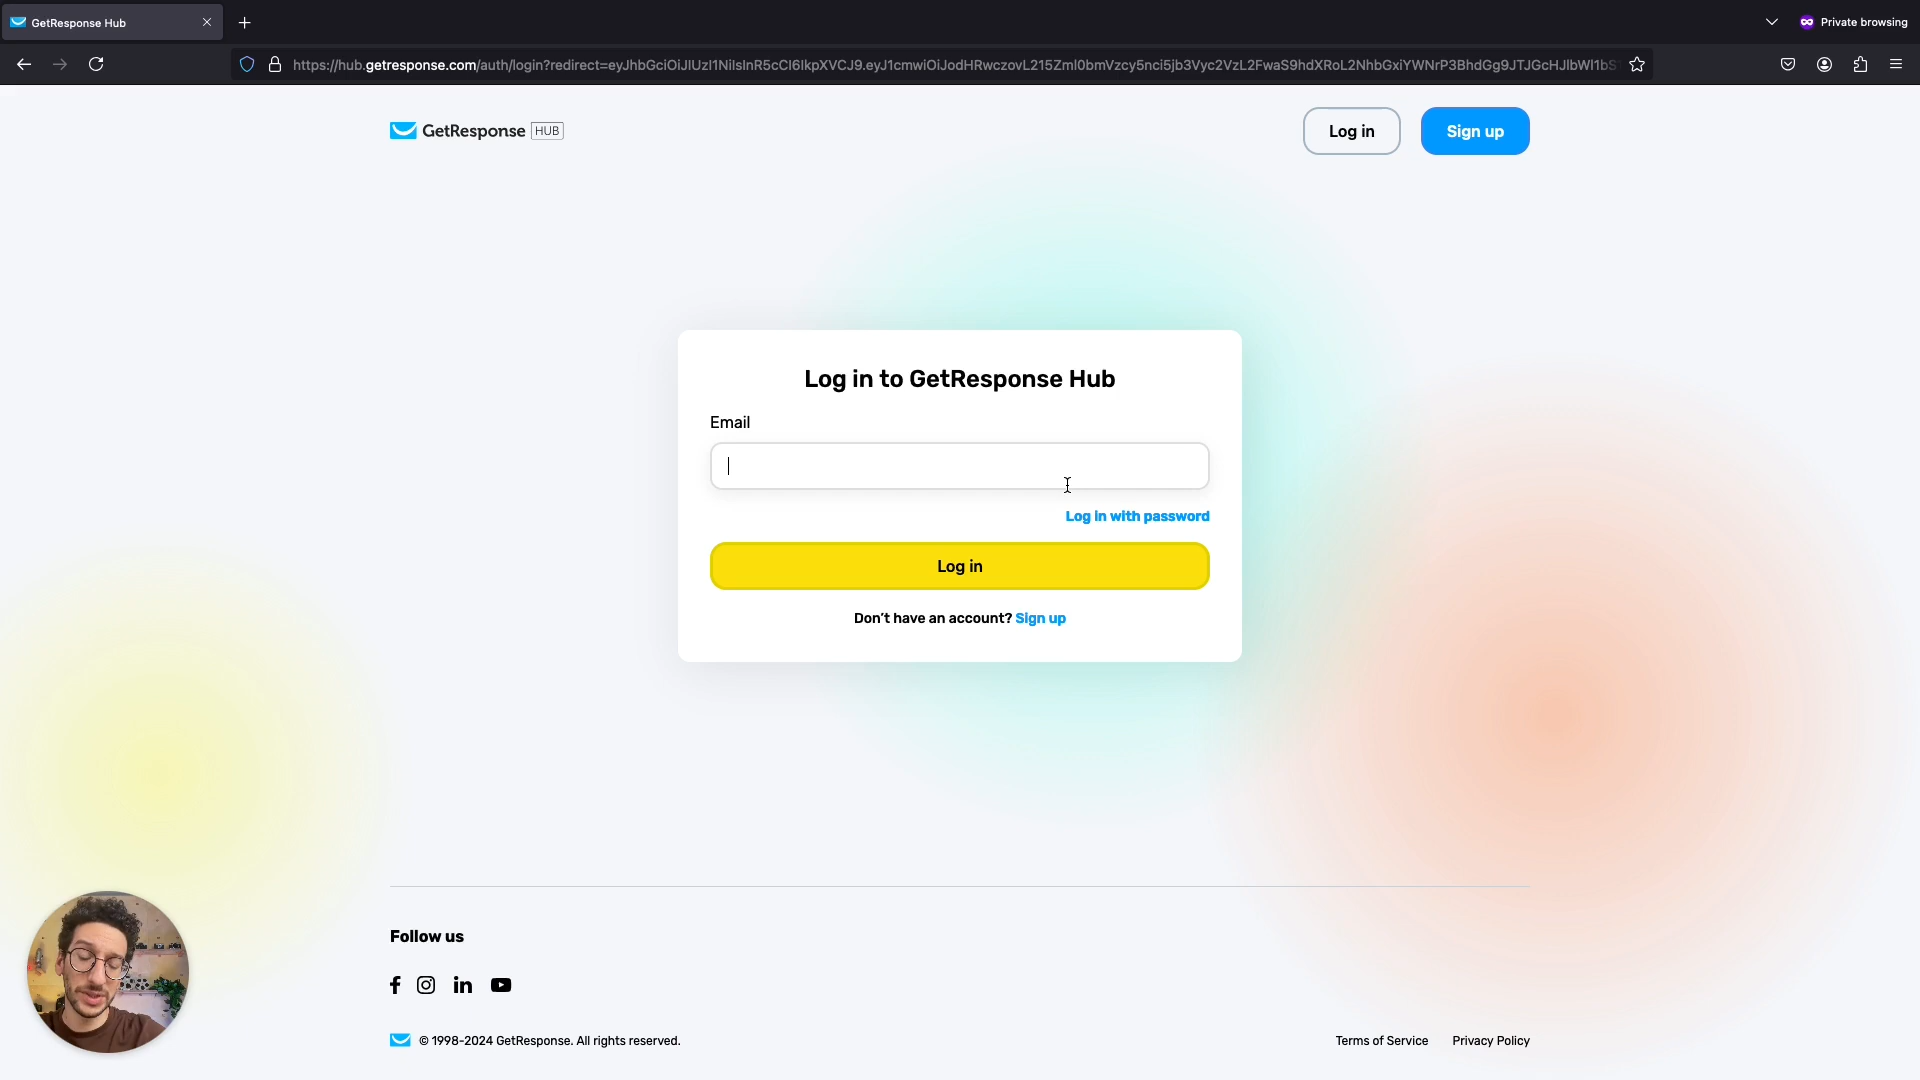 GetResponse Hub
Private browsing
https://hub.getresponse.com/auth/login?redirect=
GetResponse HUB
Log in
Sign up
Log in to GetResponse Hub
Email
Log in with password
Log in
Don't have an account? Sign up
Follow us
© 1998-2024 GetResponse. All rights reserved.
Terms of Service
Privacy Policy